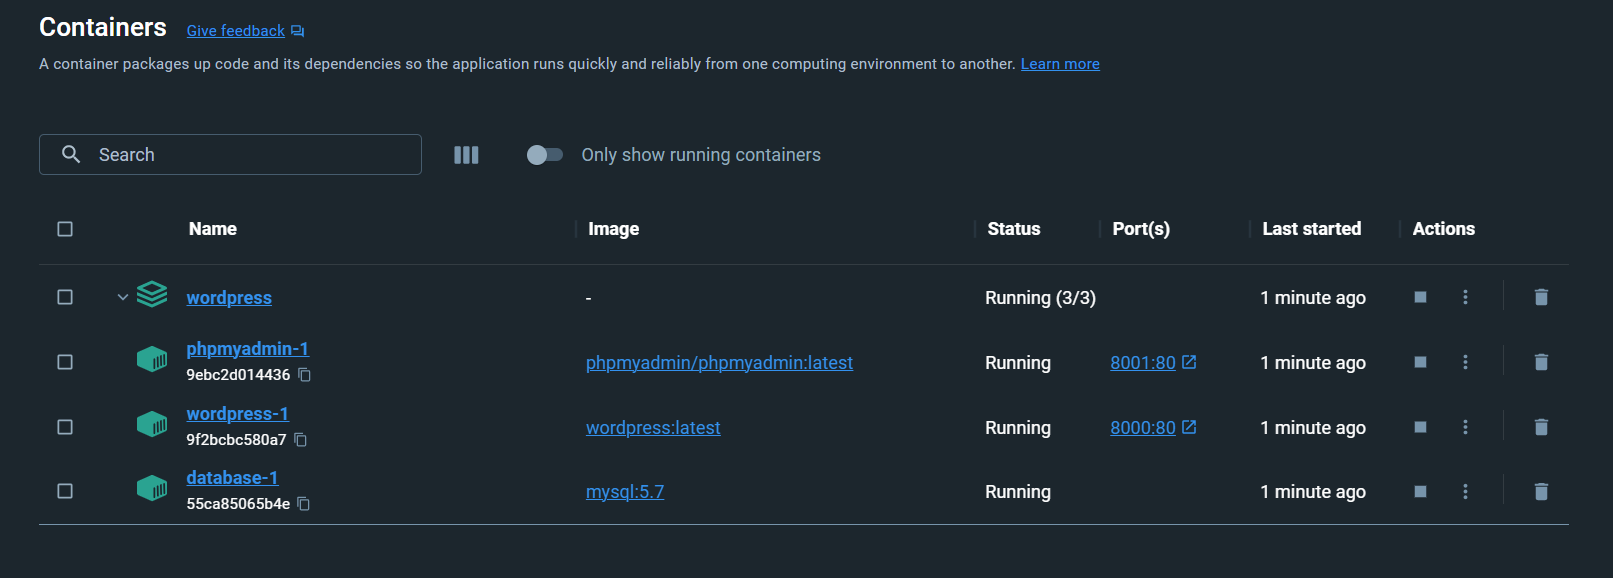 Containers Give feedback
A container packages up code and its dependencies so the application runs quickly and reliably from one computing environment to another. Learn more
Search Only show running containers
Name Image Status Port(s) Last started Actions
wordpress - Running (3/3) 1 minute ago
phpmyadmin-1
9ebc2d014436 phpmyadmin/phpmyadmin:latest Running 8001:80 1 minute ago
wordpress-1
9f2bcbc580a7 wordpress:latest Running 8000:80 1 minute ago
database-1
55ca85065b4e mysql:5.7 Running 1 minute ago